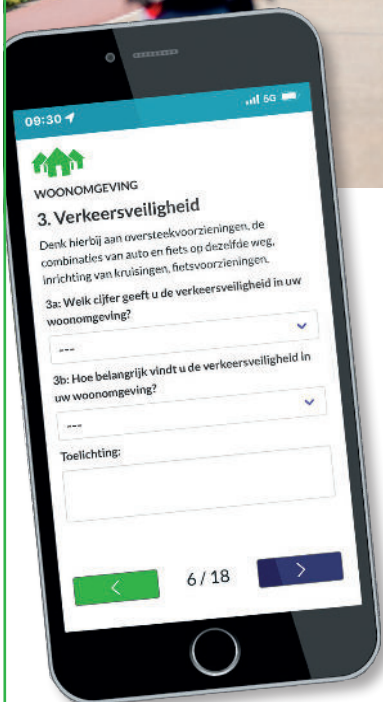 09:30
5G
WOONOMGEVING
3. Verkeersveiligheid
Denk hierbij aan oversteekvoorzieningen, de
combinaties van auto en fiets op dezelfde weg,
inrichting van kruisingen, fietsvoorzieningen.
3a: Welk cijfer geeft u de verkeersveiligheid in uw
woonomgeving?
---
3b: Hoe belangrijk vindt u de verkeersveiligheid in
uw woonomgeving?
---
Toelichting:
<
6 / 18
>